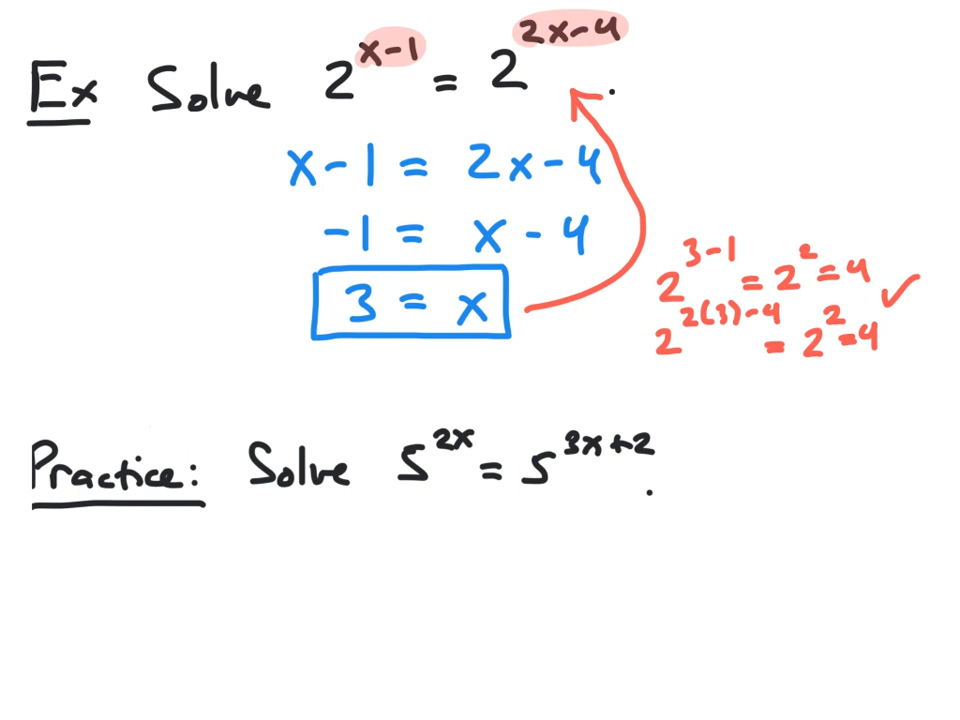 Ex Solve 2^{x-1} = 2^{2x-4}.
x-1 = 2x-4
-1 = x-4
3 = x
2^{3-1} = 2^2 = 4 ✓
2^{2(3)-4} = 2^2 = 4
Practice: Solve 5^{2x} = 5^{3x+2}.